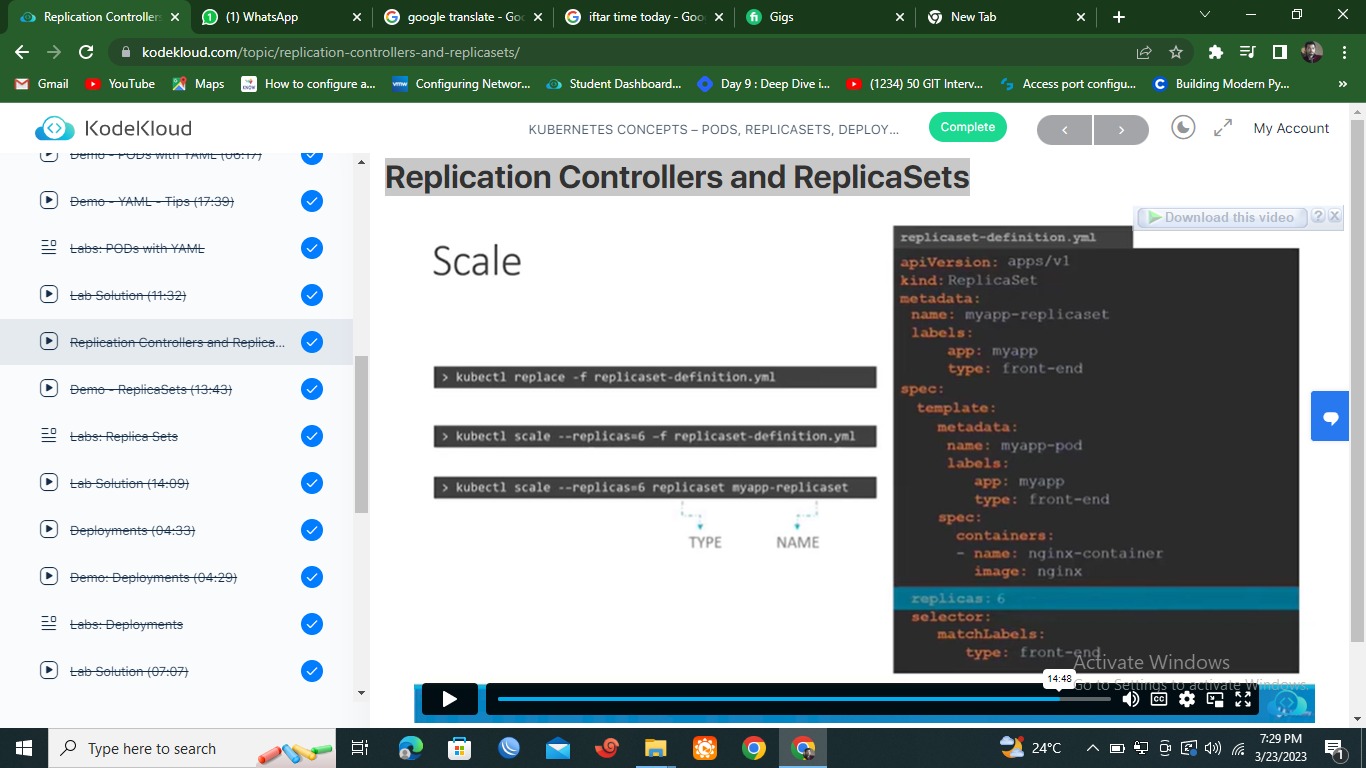 Replication Controllers
(1) WhatsApp
google translate - Goo
iftar time today - Goo
Gigs
New Tab
kodekloud.com/topic/replication-controllers-and-replicasets/
Gmail
YouTube
Maps
How to configure a...
Configuring Networ...
Student Dashboard...
Day 9 : Deep Dive i...
(1234) 50 GIT Interv...
Access port configu...
Building Modern Py...
»
KodeKloud
KUBERNETES CONCEPTS – PODS, REPLICASETS, DEPLOY...
Complete
My Account
Demo - PODs with YAML (06:17)
Demo - YAML - Tips (17:39)
Labs: PODs with YAML
Lab Solution (11:32)
Replication Controllers and Replica...
Demo - ReplicaSets (13:43)
Labs: Replica Sets
Lab Solution (14:09)
Deployments (04:33)
Demo: Deployments (04:29)
Labs: Deployments
Lab Solution (07:07)
Replication Controllers and ReplicaSets
Download this video
Scale
> kubectl replace -f replicaset-definition.yml
> kubectl scale --replicas=6 -f replicaset-definition.yml
> kubectl scale --replicas=6 replicaset myapp-replicaset
TYPE
NAME
replicaset-definition.yml
apiVersion: apps/v1
kind: ReplicaSet
metadata:
name: myapp-replicaset
labels:
app: myapp
type: front-end
spec:
template:
metadata:
name: myapp-pod
labels:
app: myapp
type: front-end
spec:
containers:
- name: nginx-container
image: nginx
replicas: 6
selector:
matchLabels:
type: front-end
Activate Windows
Go to Settings to activate Windows.
14:48
Type here to search
24°C
7:29 PM
3/23/2023
1